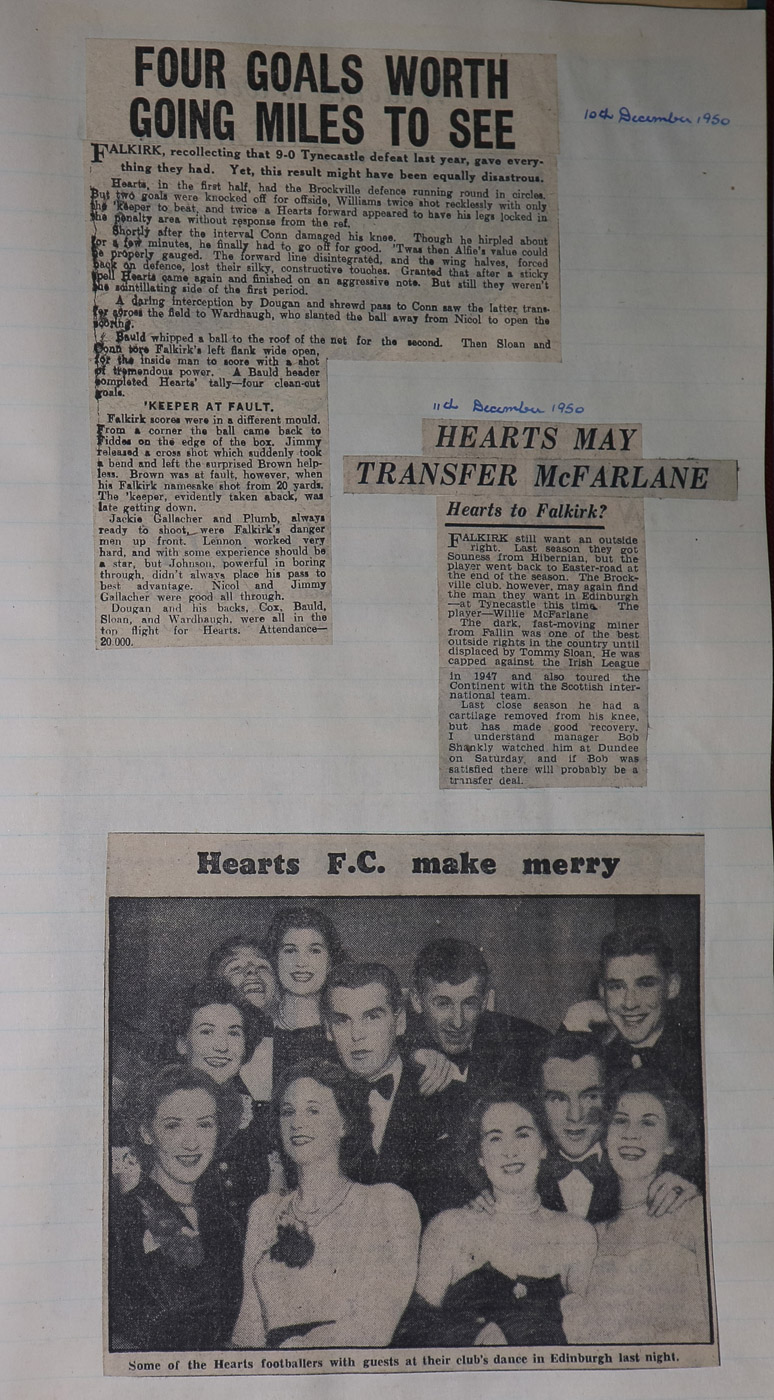 FOUR GOALS WORTH
GOING MILES TO SEE
10th December 1950
FALKIRK, recollecting that 9-0 Tynecastle defeat last year, gave every-
thing they had. Yet, this result might have been equally disastrous.
Hearts, in the first half, had the Brockville defence running round in circles.
But two goals were knocked off for offside, Williams twice shot recklessly with only
the 'keeper to beat, and twice a Hearts forward appeared to have his legs locked in
the penalty area without response from the ref.
Shortly after the interval Conn damaged his knee. Though he hirpled about
for a few minutes, he finally had to go off for good. 'Twas then Alfie's value could
be properly gauged. The forward line disintegrated, and the wing halves, forced
back on defence, lost their silky, constructive touches. Granted that after a sticky
spell Hearts came again and finished on an aggressive note. But still they weren't
the scintillating side of the first period.
A daring interception by Dougan and shrewd pass to Conn saw the latter trans-
fer across the field to Wardhaugh, who slanted the ball away from Nicol to open the
scoring.
Bauld whipped a ball to the roof of the net for the second. Then Sloan and
Conn tore Falkirk's left flank wide open,
for the inside man to score with a shot
of tremendous power. A Bauld header
completed Hearts' tally—four clean-cut
goals.
'KEEPER AT FAULT.
Falkirk scores were in a different mould.
From a corner the ball came back to
Fiddes on the edge of the box. Jimmy
released a cross shot which suddenly took
a bend and left the surprised Brown help-
less. Brown was at fault, however, when
his Falkirk namesake shot from 20 yards.
The 'keeper, evidently taken aback, was
late getting down.
Jackie Gallacher and Plumb, always
ready to shoot, were Falkirk's danger
men up front. Lennon worked very
hard, and with some experience should be
a star, but Johnson, powerful in boring
through, didn't always place his pass to
best advantage. Nicol and Jimmy
Gallacher were good all through.
Dougan and his backs, Cox, Bauld,
Sloan, and Wardhaugh, were all in the
top flight for Hearts. Attendance—
20,000.
11th December 1950
HEARTS MAY
TRANSFER McFARLANE
Hearts to Falkirk?
FALKIRK still want an outside
right. Last season they got
Souness from Hibernian, but the
player went back to Easter-road at
the end of the season. The Brock-
ville club, however, may again find
the man they want in Edinburgh
—at Tynecastle this time. The
player—Willie McFarlane
The dark, fast-moving miner
from Fallin was one of the best
outside rights in the country until
displaced by Tommy Sloan. He was
capped against the Irish League
in 1947 and also toured the
Continent with the Scottish inter-
national team.
Last close season he had a
cartilage removed from his knee,
but has made good recovery.
I understand manager Bob
Shankly watched him at Dundee
on Saturday, and if Bob was
satisfied there will probably be a
transfer deal.
Hearts F.C. make merry
Some of the Hearts footballers with guests at their club's dance in Edinburgh last night.